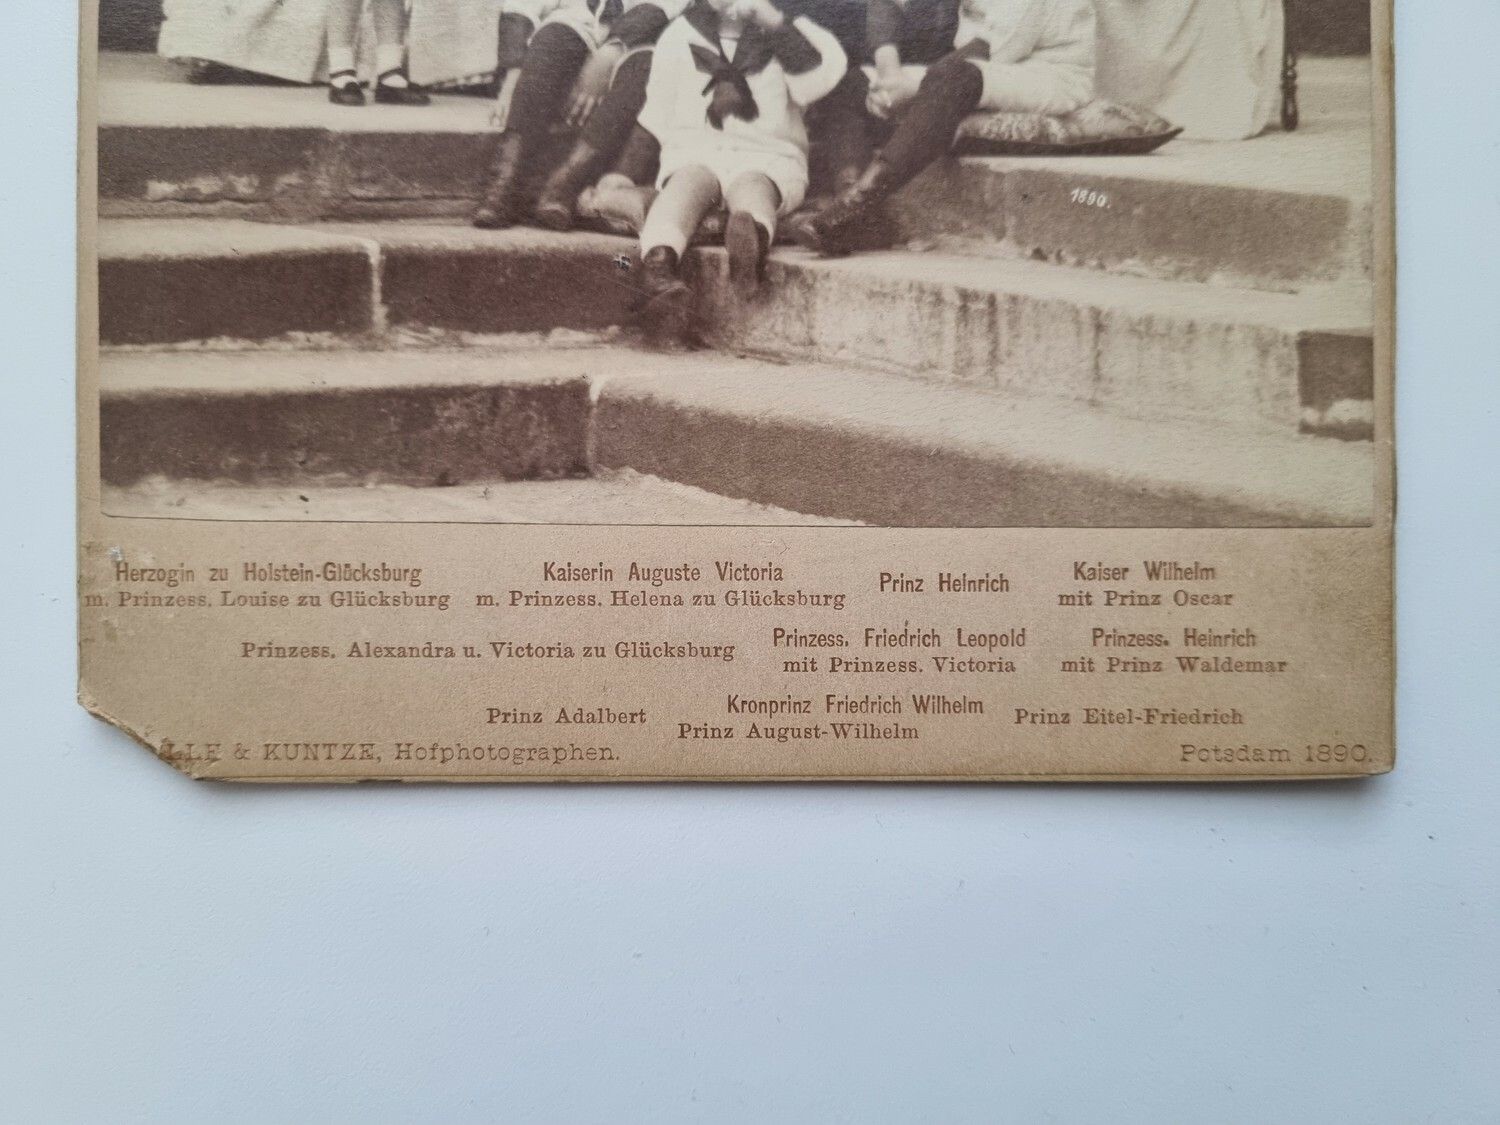 1890.
Herzogin zu Holstein-Glücksburg
m. Prinzess. Louise zu Glücksburg
Kaiserin Auguste Victoria
m. Prinzess. Helena zu Glücksburg
Prinz Heinrich
Kaiser Wilhelm
mit Prinz Oscar
Prinzess. Alexandra u. Victoria zu Glücksburg
Prinzess. Friedrich Leopold
mit Prinzess. Victoria
Prinzess. Heinrich
mit Prinz Waldemar
Prinz Adalbert
Kronprinz Friedrich Wilhelm
Prinz August-Wilhelm
Prinz Eitel-Friedrich
LLE & KUNTZE, Hofphotographen.
Potsdam 1890.